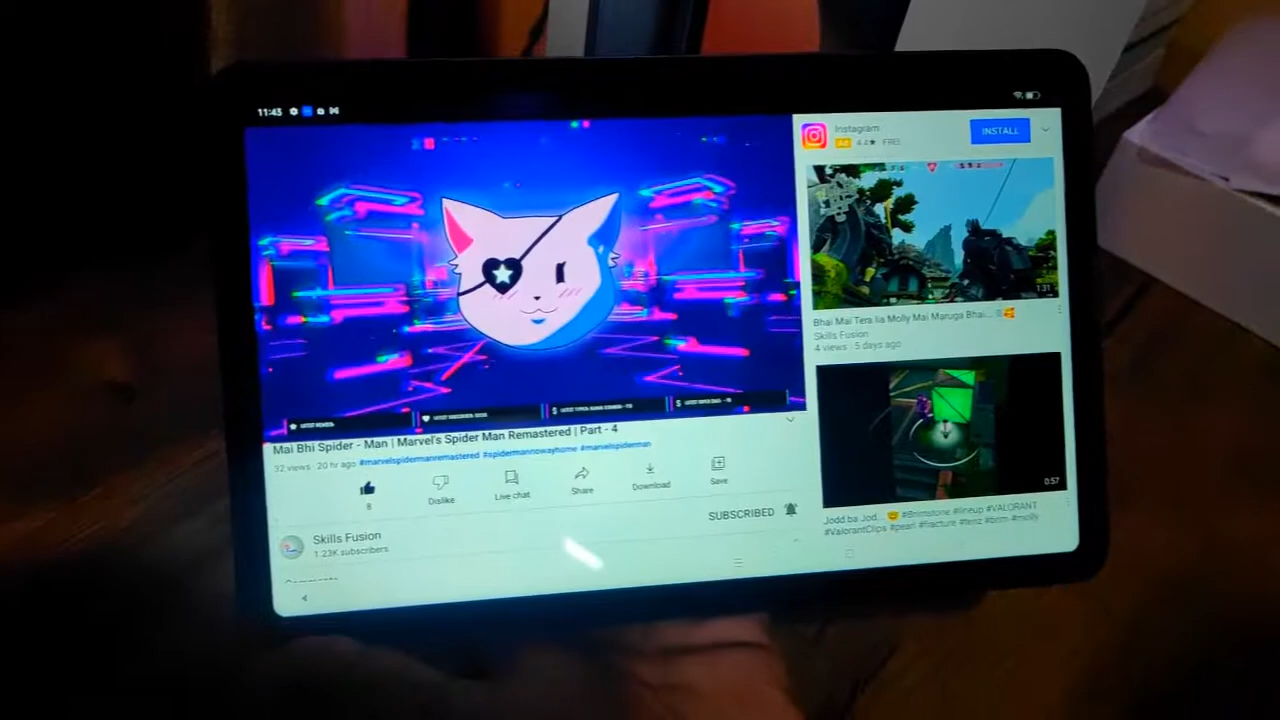 11:43
Instagram
Ad 4.4★ FREE
INSTALL
1:31
Bhai Mai Tera lia Molly Mai Maruga Bhai...
Skills Fusion
4 views · 5 days ago
0:57
Jodd ba Jod... 😎 #Brimstone #lineup #VALORANT
#ValorantClips #pearl #fracture #tenz #brim #molly
Mai Bhi Spider - Man | Marvel's Spider Man Remastered | Part - 4
32 views · 20 hr ago #marvelspidermanremastered #spidermannowayhome #marvelspiderman
8
Dislike
Live chat
Share
Download
Save
Skills Fusion
1.23K subscribers
SUBSCRIBED
Comments